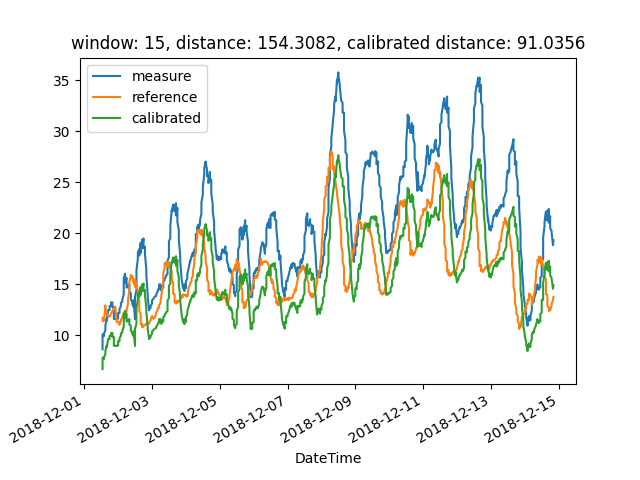 window: 15, distance: 154.3082, calibrated distance: 91.0356
measure
reference
calibrated
35
30
25
20
15
10
2018-12-01
2018-12-03
2018-12-05
2018-12-07
2018-12-09
2018-12-11
2018-12-13
2018-12-15
DateTime